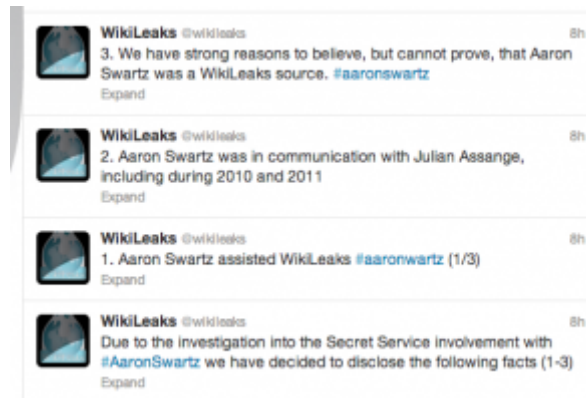 WikiLeaks @wikileaks 8h
3. We have strong reasons to believe, but cannot prove, that Aaron
Swartz was a WikiLeaks source. #aaronswartz
Expand
WikiLeaks @wikileaks 8h
2. Aaron Swartz was in communication with Julian Assange,
including during 2010 and 2011
Expand
WikiLeaks @wikileaks 8h
1. Aaron Swartz assisted WikiLeaks #aaronwartz (1/3)
Expand
WikiLeaks @wikileaks 8h
Due to the investigation into the Secret Service involvement with
#AaronSwartz we have decided to disclose the following facts (1-3)
Expand